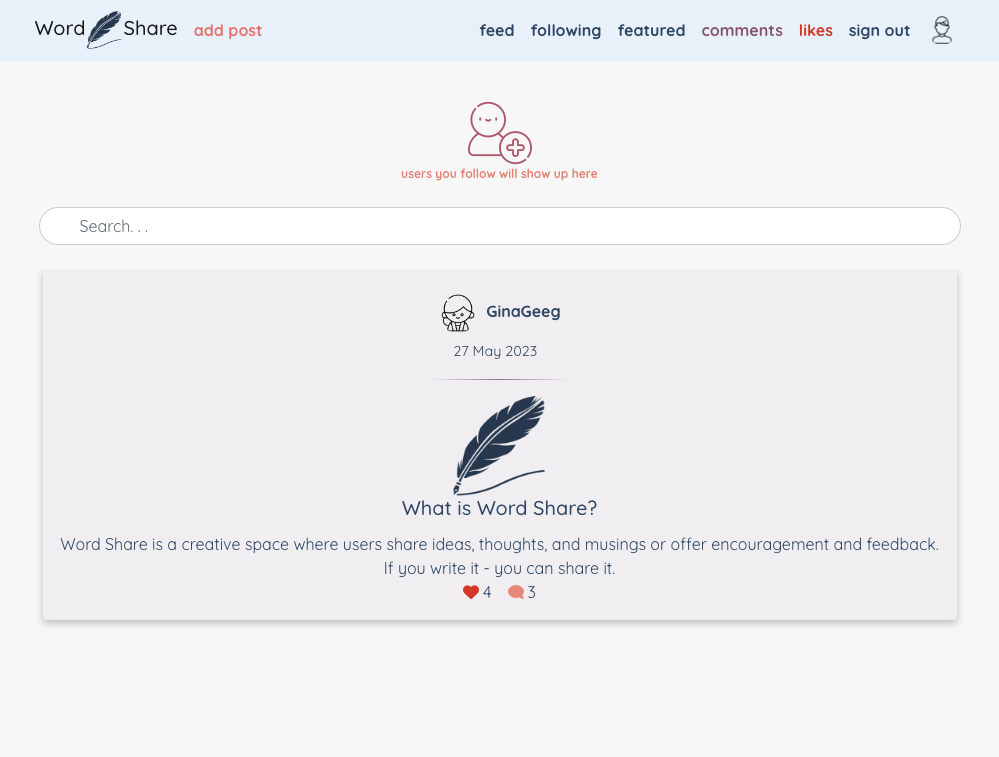 Word Share add post feed following featured comments likes sign out
users you follow will show up here
Search. . .
GinaGeeg
27 May 2023
What is Word Share?
Word Share is a creative space where users share ideas, thoughts, and musings or offer encouragement and feedback.
If you write it - you can share it.
4 3